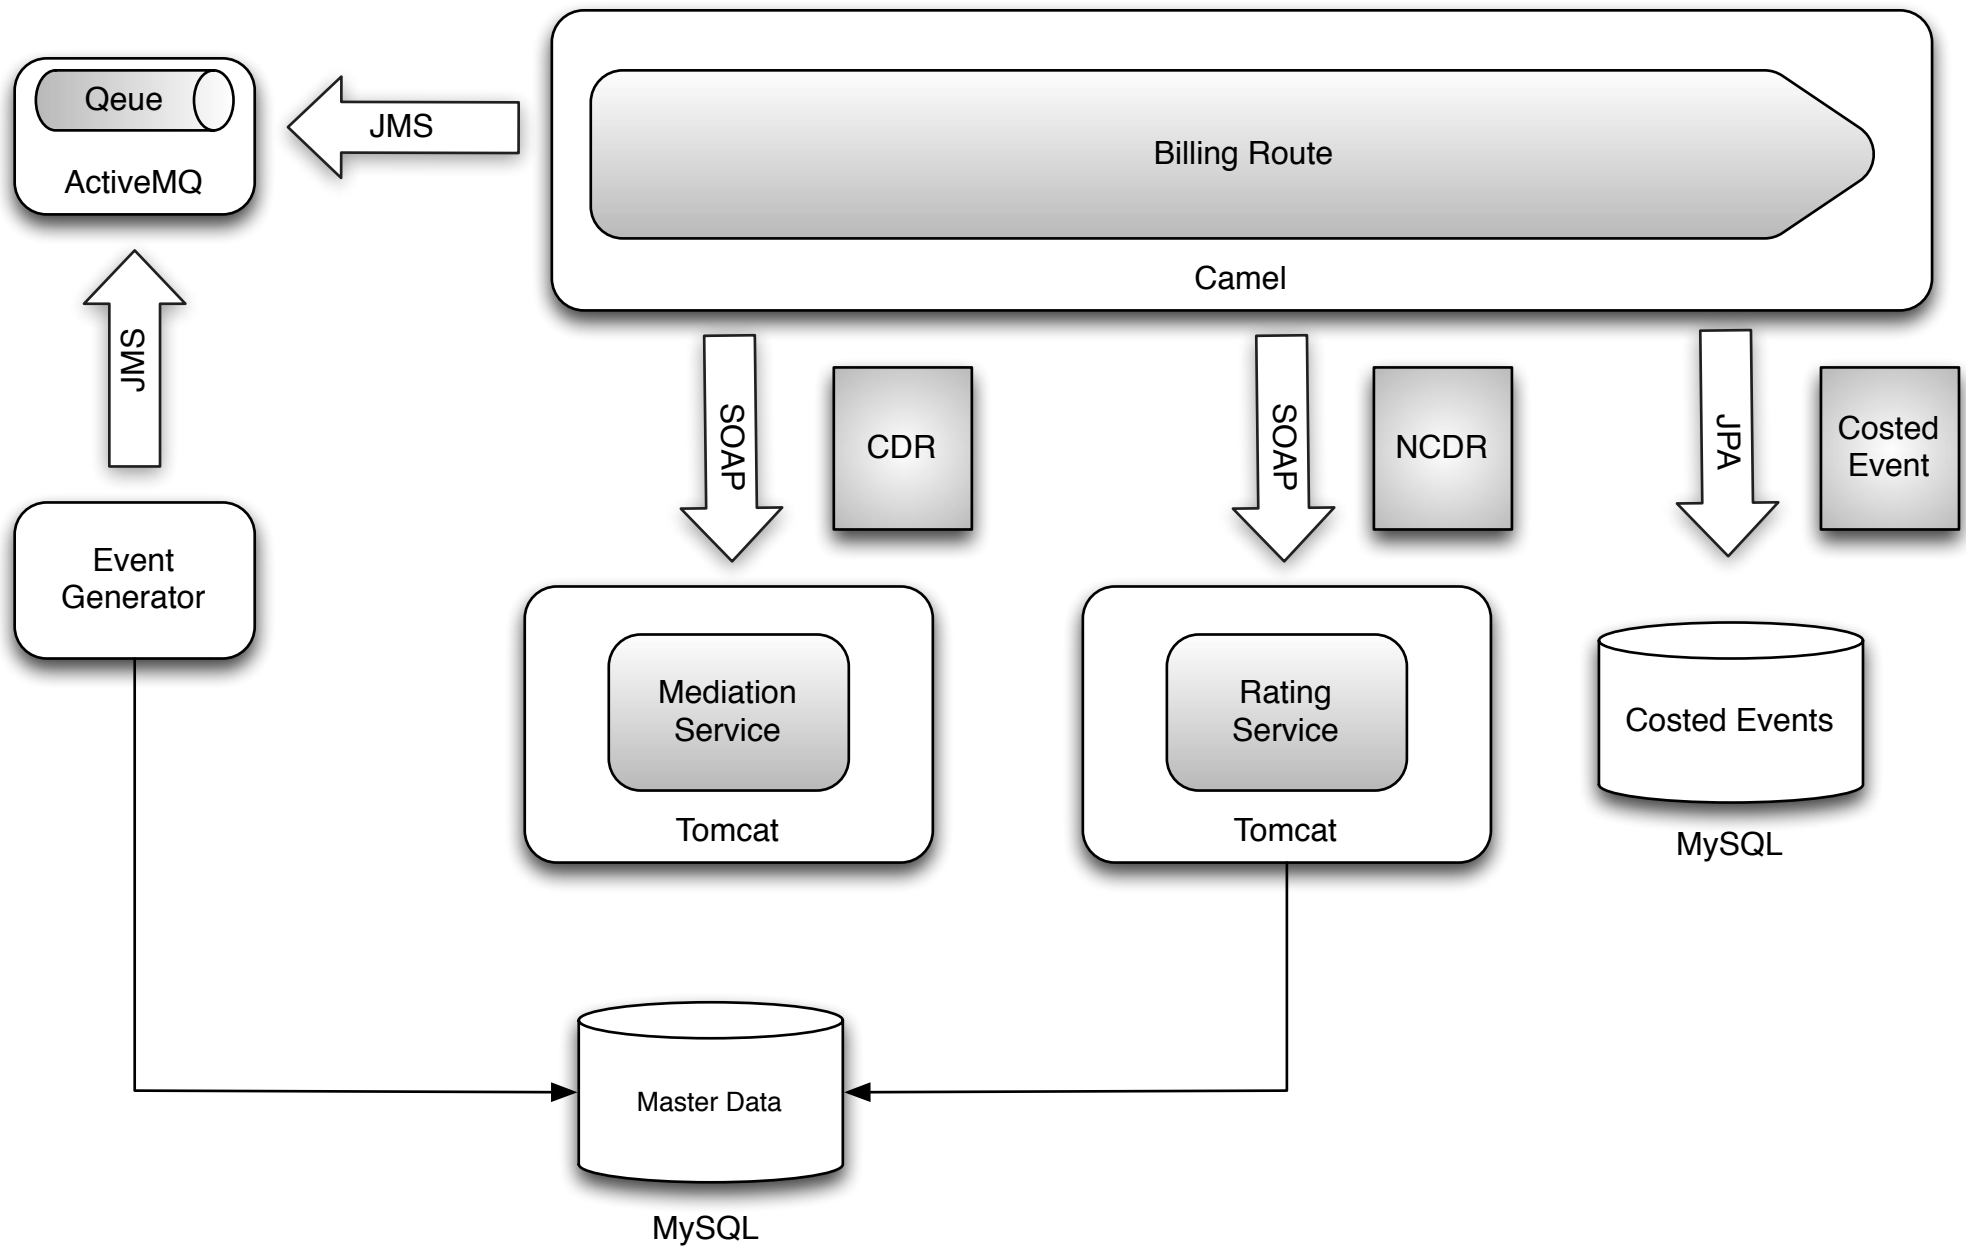 Qeue
ActiveMQ
JMS
Billing Route
Camel
JMS
SOAP
CDR
SOAP
NCDR
JPA
Costed
Event
Event
Generator
Mediation
Service
Tomcat
Rating
Service
Tomcat
Costed Events
MySQL
Master Data
MySQL